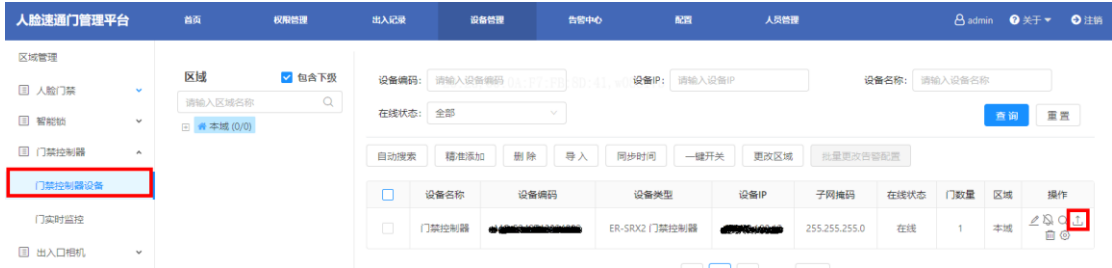 人脸速通门管理平台 首页 权限管理 出入记录 设备管理 告警中心 配置 人员管理 admin 关于 注销
区域管理
人脸门禁
智能锁
门禁控制器
门禁控制器设备
门实时监控
出入口相机
区域 包含下级
请输入区域名称
本域 (0/0)
设备编码: 请输入设备编码 设备IP: 请输入设备IP 设备名称: 请输入设备名称
在线状态: 全部 查 询 重 置
自动搜索 精准添加 删 除 导 入 同步时间 一键开关 更改区域 批量更改告警配置
设备名称 设备编码 设备类型 设备IP 子网掩码 在线状态 门数量 区域 操作
门禁控制器 ER-SRX2 门禁控制器 255.255.255.0 在线 1 本域